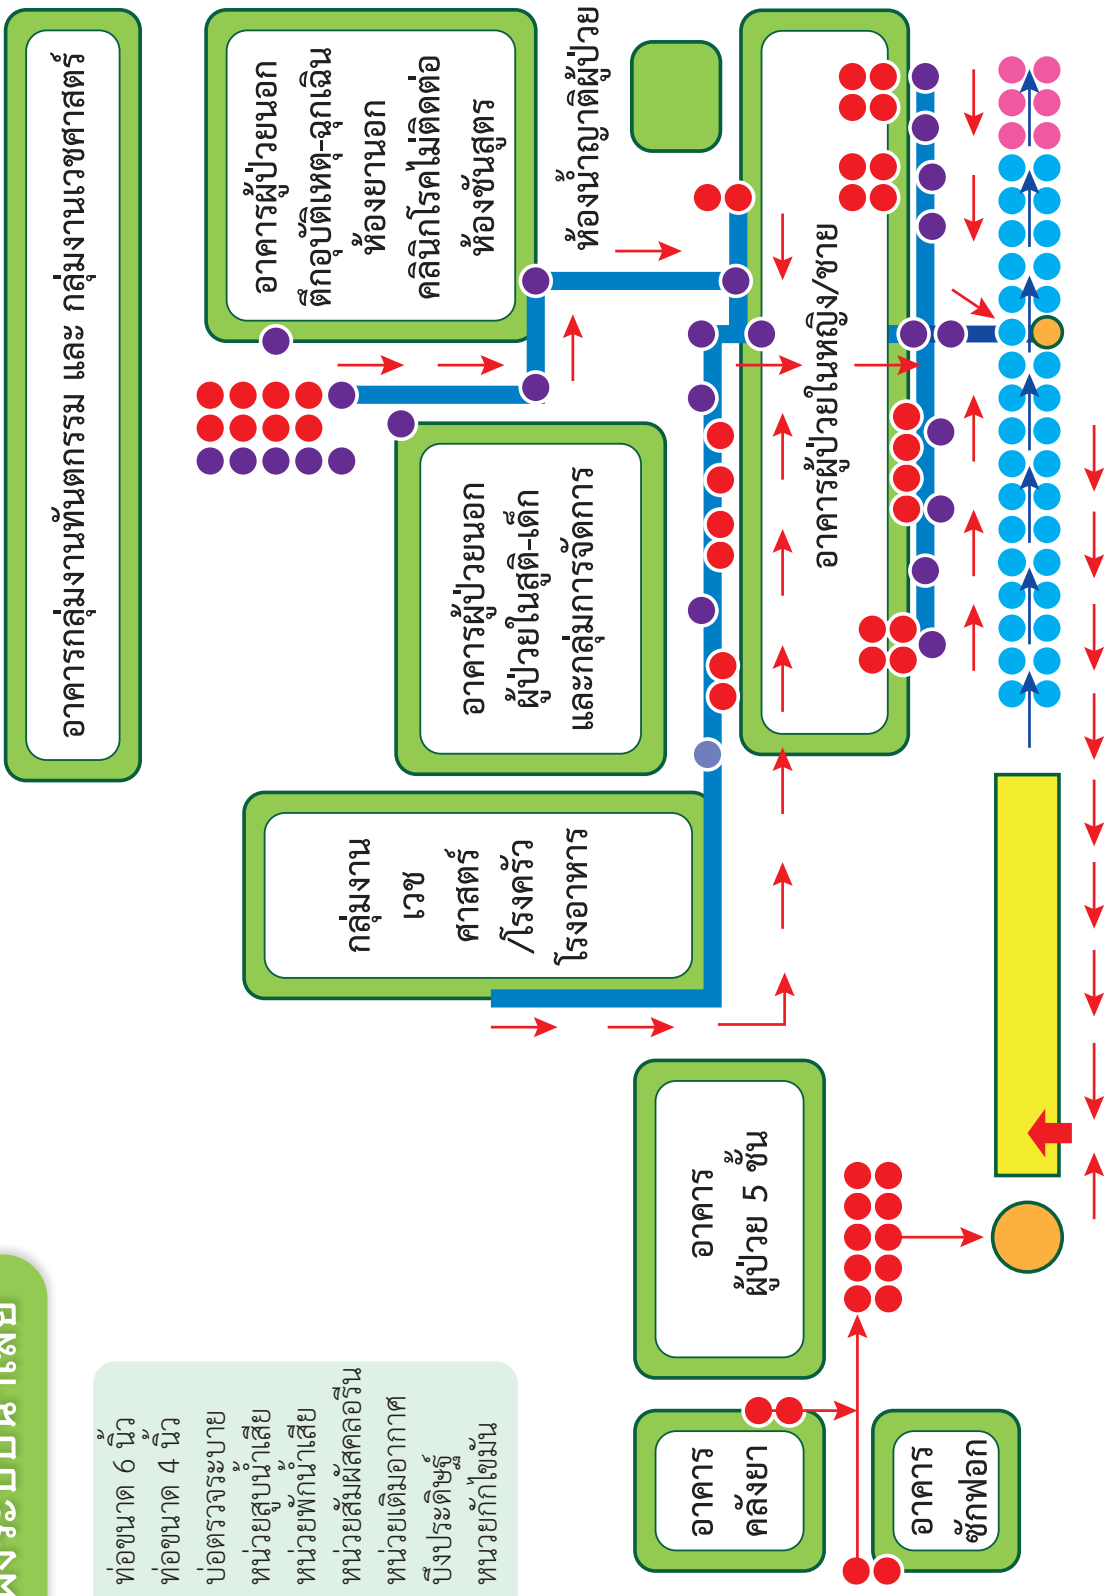 ผังระบบน้ำเสีย
ท่อขนาด 6 นิ้ว
ท่อขนาด 4 นิ้ว
บ่อตรวจระบาย
หน่วยสูบน้ำเสีย
หน่วยพักน้ำเสีย
หน่วยสัมผัสคลอรีน
หน่วยเติมอากาศ
บึงประดิษฐ์
หน่วยกักไขมัน
อาคารกลุ่มงานทันตกรรม และ กลุ่มงานเวชศาสตร์
อาคารผู้ป่วยนอก
ตึกอุบัติเหตุ-ฉุกเฉิน
ห้องยานอก
คลินิกโรคไม่ติดต่อ
ห้องชันสูตร
ห้องน้ำญาติผู้ป่วย
อาคารผู้ป่วยนอก
ผู้ป่วยในสูติ-เด็ก
และกลุ่มการจัดการ
กลุ่มงาน
เวช
ศาสตร์
/โรงครัว
โรงอาหาร
อาคารผู้ป่วยในหญิง/ชาย
อาคาร
ผู้ป่วย 5 ชั้น
อาคาร
คลังยา
อาคาร
ซักฟอก